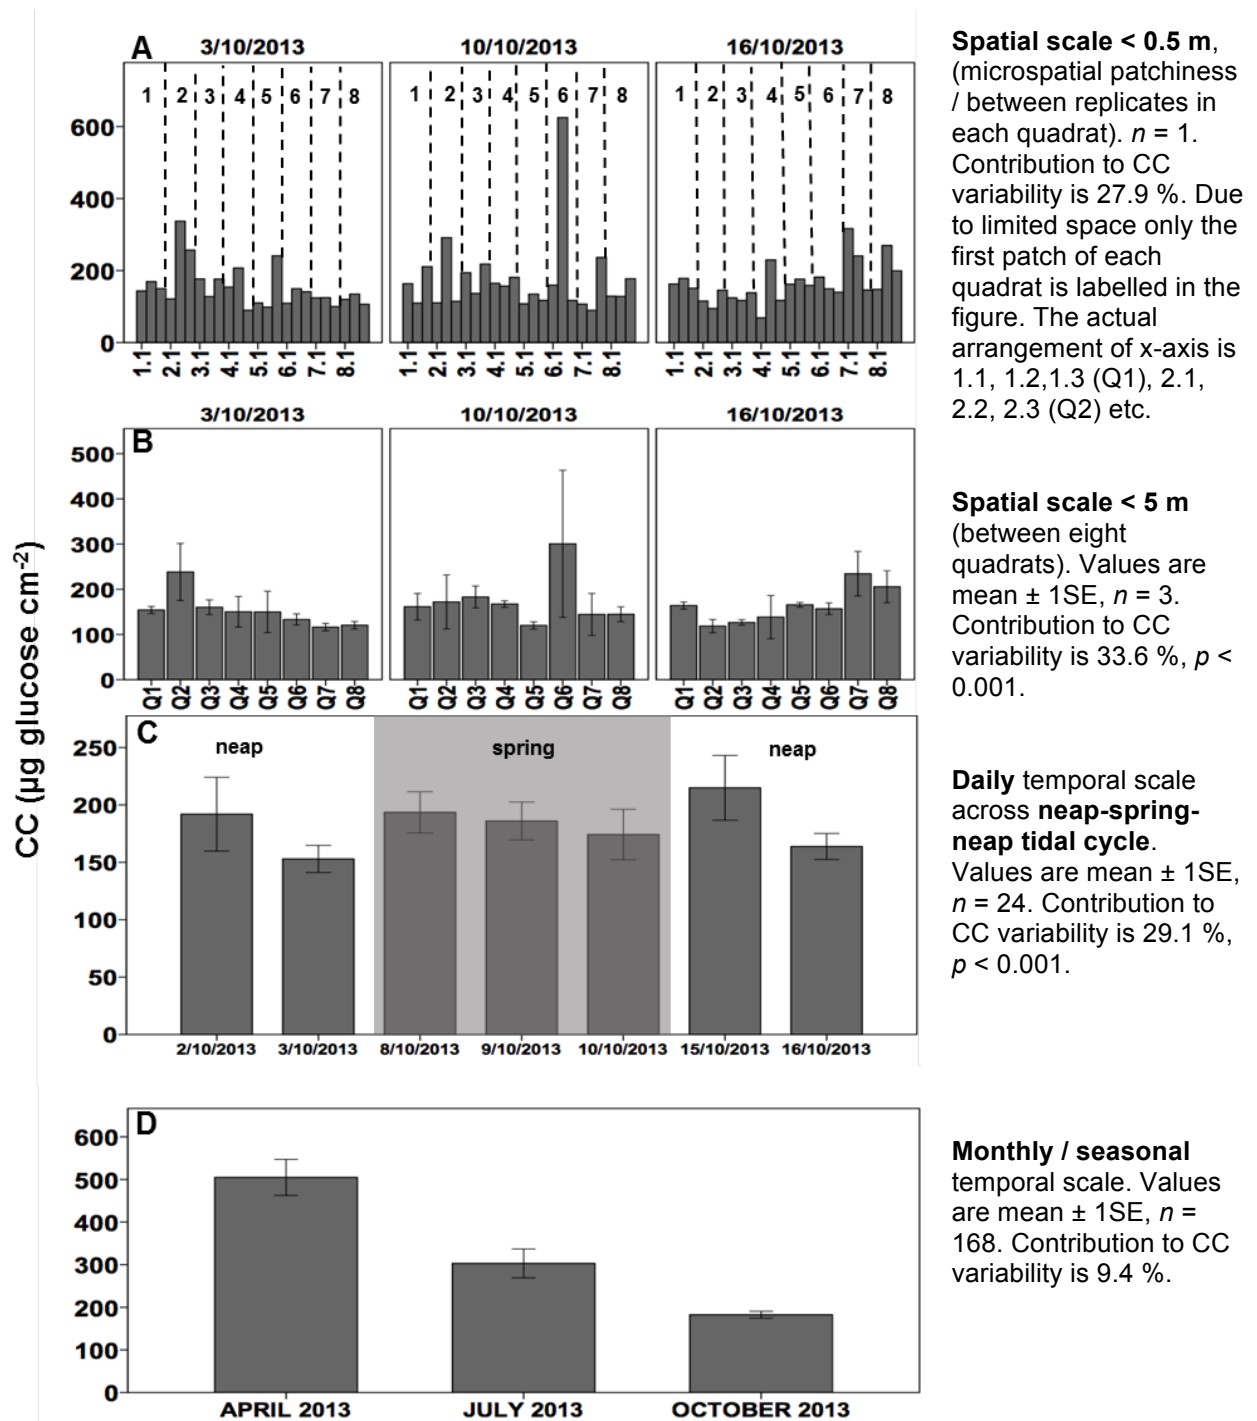 A
3/10/2013
10/10/2013
16/10/2013
1 2 3 4 5 6 7 8
1 2 3 4 5 6 7 8
1 2 3 4 5 6 7 8
600
400
200
0
1.1 2.1 3.1 4.1 5.1 6.1 7.1 8.1
1.1 2.1 3.1 4.1 5.1 6.1 7.1 8.1
1.1 2.1 3.1 4.1 5.1 6.1 7.1 8.1
Spatial scale < 0.5 m,
(microspatial patchiness
/ between replicates in
each quadrat). n = 1.
Contribution to CC
variability is 27.9 %. Due
to limited space only the
first patch of each
quadrat is labelled in the
figure. The actual
arrangement of x-axis is
1.1, 1.2,1.3 (Q1), 2.1,
2.2, 2.3 (Q2) etc.
CC (µg glucose cm-2)
3/10/2013
10/10/2013
16/10/2013
B
500
400
300
200
100
0
Q1 Q2 Q3 Q4 Q5 Q6 Q7 Q8
Q1 Q2 Q3 Q4 Q5 Q6 Q7 Q8
Q1 Q2 Q3 Q4 Q5 Q6 Q7 Q8
Spatial scale < 5 m
(between eight
quadrats). Values are
mean ± 1SE, n = 3.
Contribution to CC
variability is 33.6 %, p <
0.001.
C
neap
spring
neap
250
200
150
100
50
0
2/10/2013 3/10/2013 8/10/2013 9/10/2013 10/10/2013 15/10/2013 16/10/2013
Daily temporal scale
across neap-spring-
neap tidal cycle.
Values are mean ± 1SE,
n = 24. Contribution to
CC variability is 29.1 %,
p < 0.001.
D
600
500
400
300
200
100
0
APRIL 2013 JULY 2013 OCTOBER 2013
Monthly / seasonal
temporal scale. Values
are mean ± 1SE, n =
168. Contribution to CC
variability is 9.4 %.